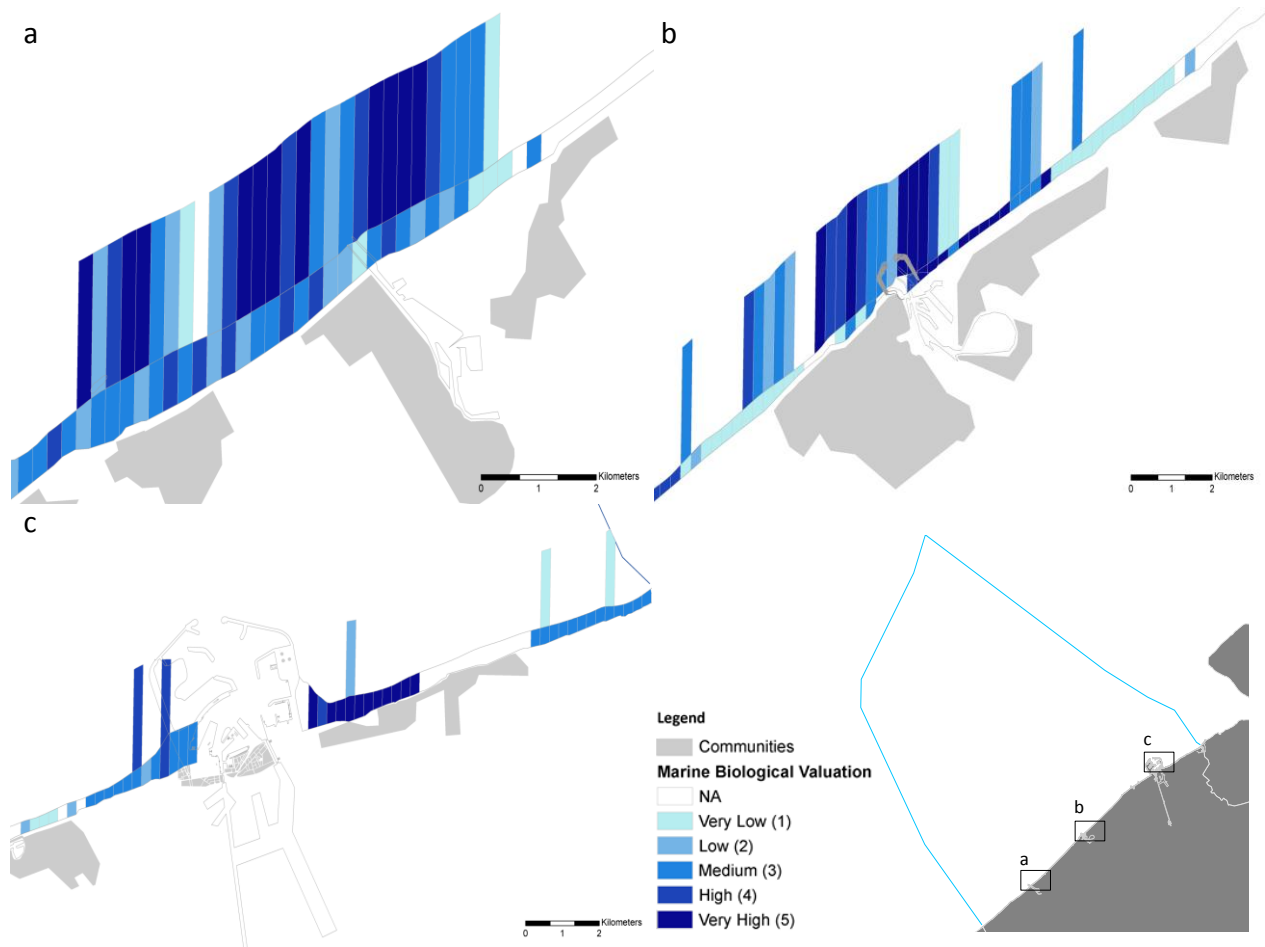 a
b
Kilometers
0 1 2
Kilometers
0 1 2
c
Kilometers
0 1 2
Legend
Communities
Marine Biological Valuation
NA
Very Low (1)
Low (2)
Medium (3)
High (4)
Very High (5)
c
b
a